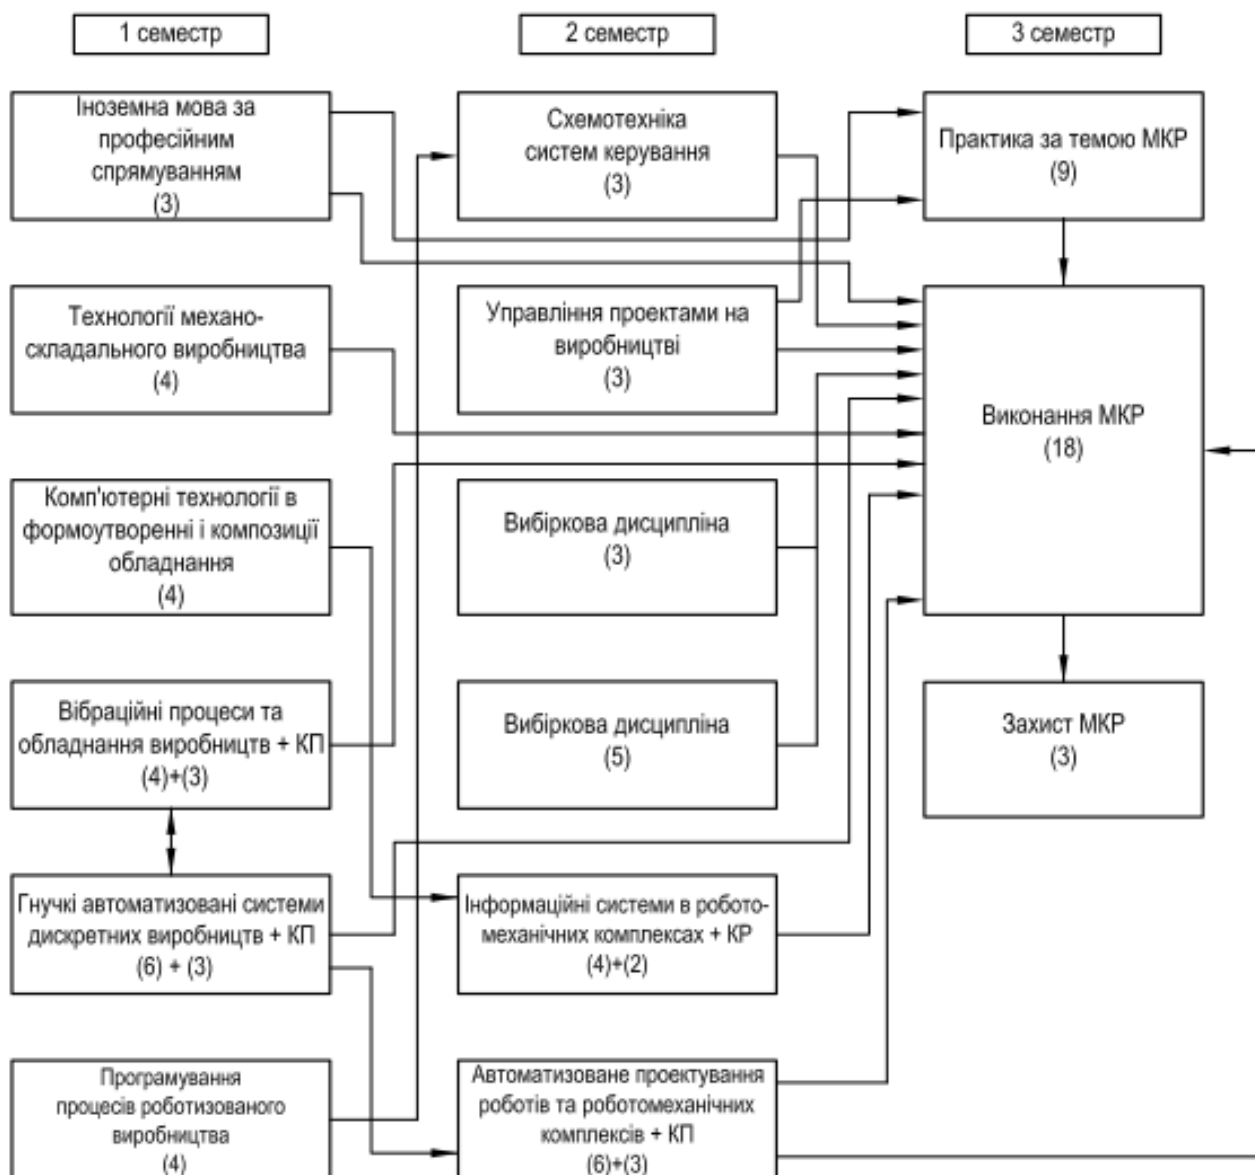 1 семестр
2 семестр
3 семестр
Іноземна мова за
професійним
спрямуванням
(3)
Схемотехніка
систем керування
(3)
Практика за темою МКР
(9)
Технології механо-
складального виробництва
(4)
Управління проектами на
виробництві
(3)
Виконання МКР
(18)
Комп'ютерні технології в
формоутворенні і композиції
обладнання
(4)
Вибіркова дисципліна
(3)
Вібраційні процеси та
обладнання виробництв + КП
(4)+(3)
Вибіркова дисципліна
(5)
Захист МКР
(3)
Гнучкі автоматизовані системи
дискретних виробництв + КП
(6) + (3)
Інформаційні системи в робото-
механічних комплексах + КР
(4)+(2)
Програмування
процесів роботизованого
виробництва
(4)
Автоматизоване проектування
роботів та роботомеханічних
комплексів + КП
(6)+(3)